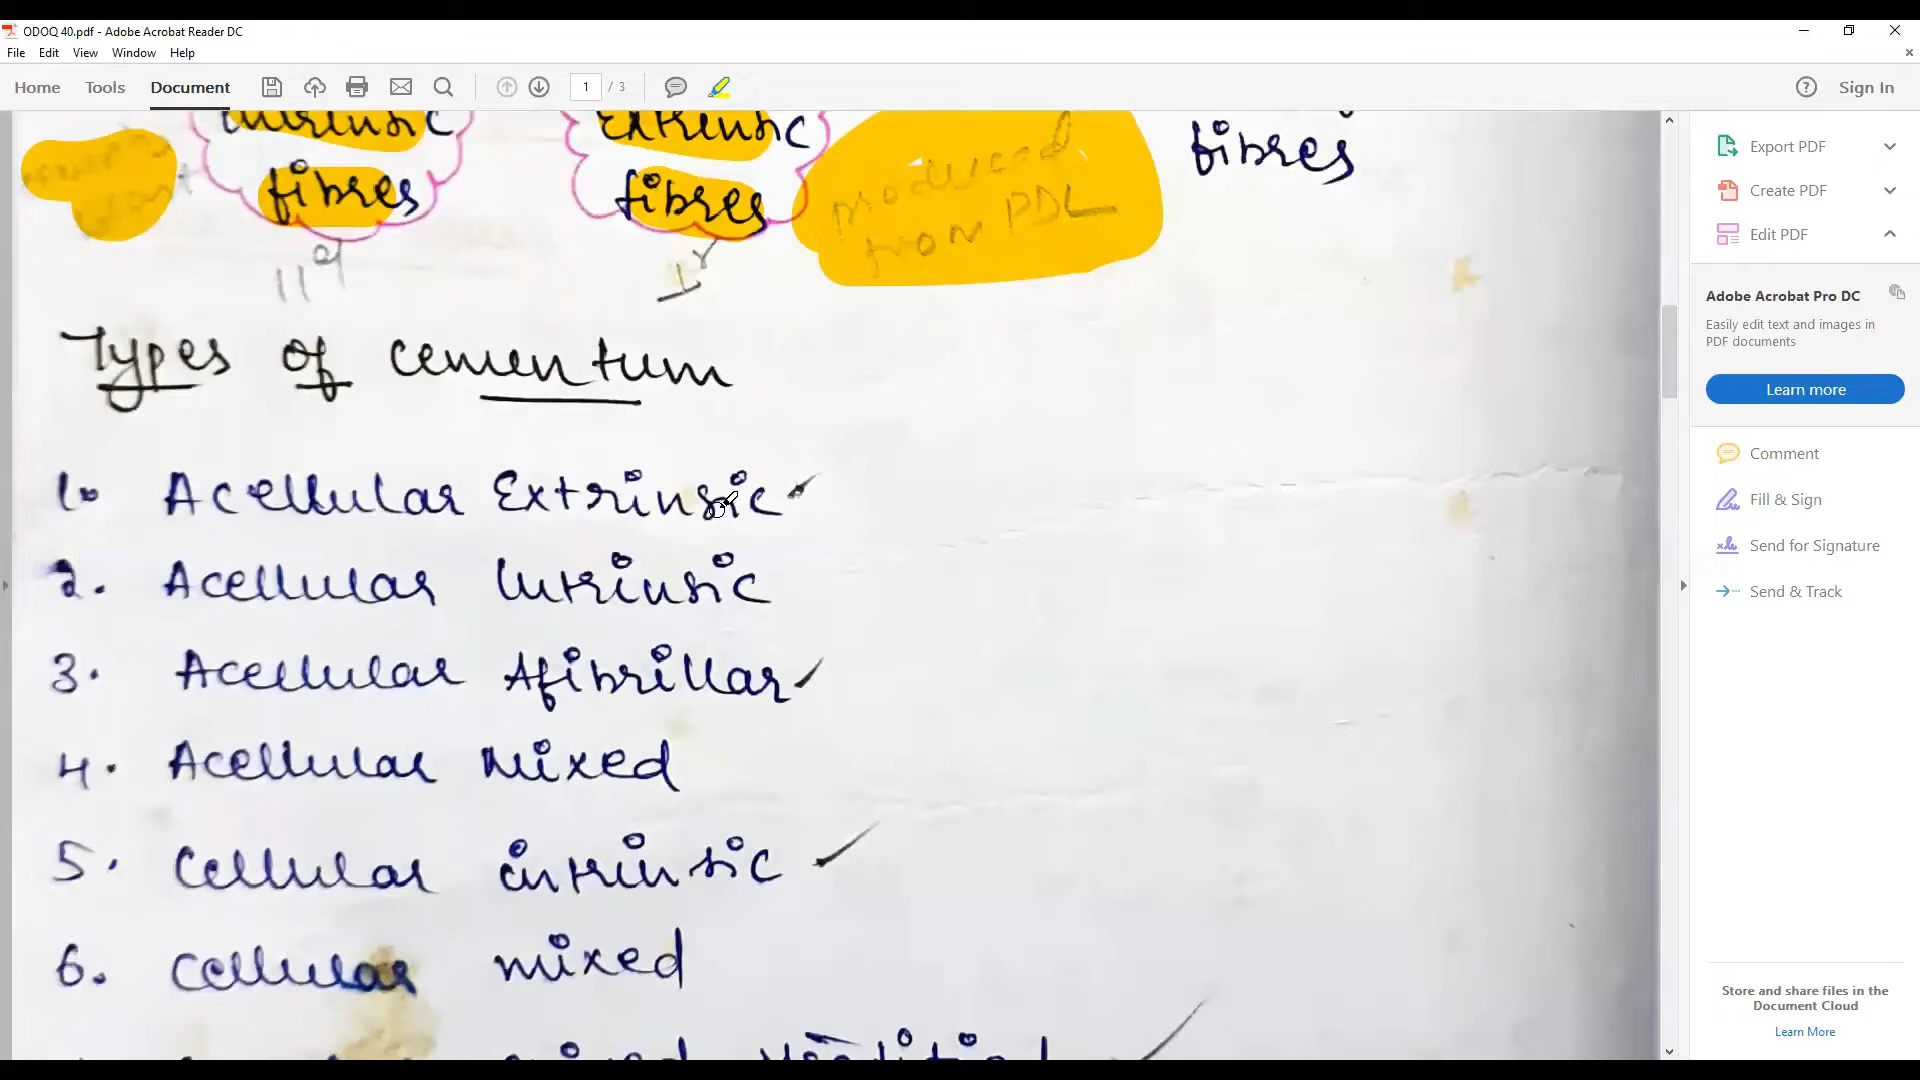 ODOQ 40.pdf - Adobe Acrobat Reader DC
File Edit View Window Help
Home Tools Document 1 / 3 Sign In
intrinsic extrinsic
fibres fibres produced from PDL fibres
Types of cementum
1. Acellular Extrinsic
2. Acellular Intrinsic
3. Acellular Afibrillar
4. Acellular Mixed
5. Cellular intrinsic
6. Cellular mixed
mixed
Export PDF
Create PDF
Edit PDF
Adobe Acrobat Pro DC
Easily edit text and images in
PDF documents
Learn more
Comment
Fill & Sign
Send for Signature
Send & Track
Store and share files in the
Document Cloud
Learn More